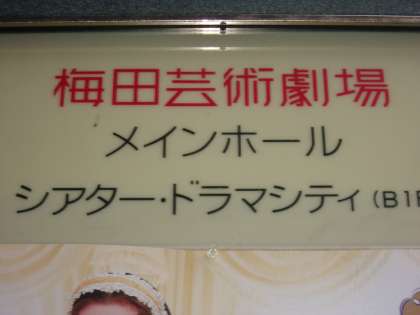 梅田芸術劇場
メインホール
シアター・ドラマシティ(B1F